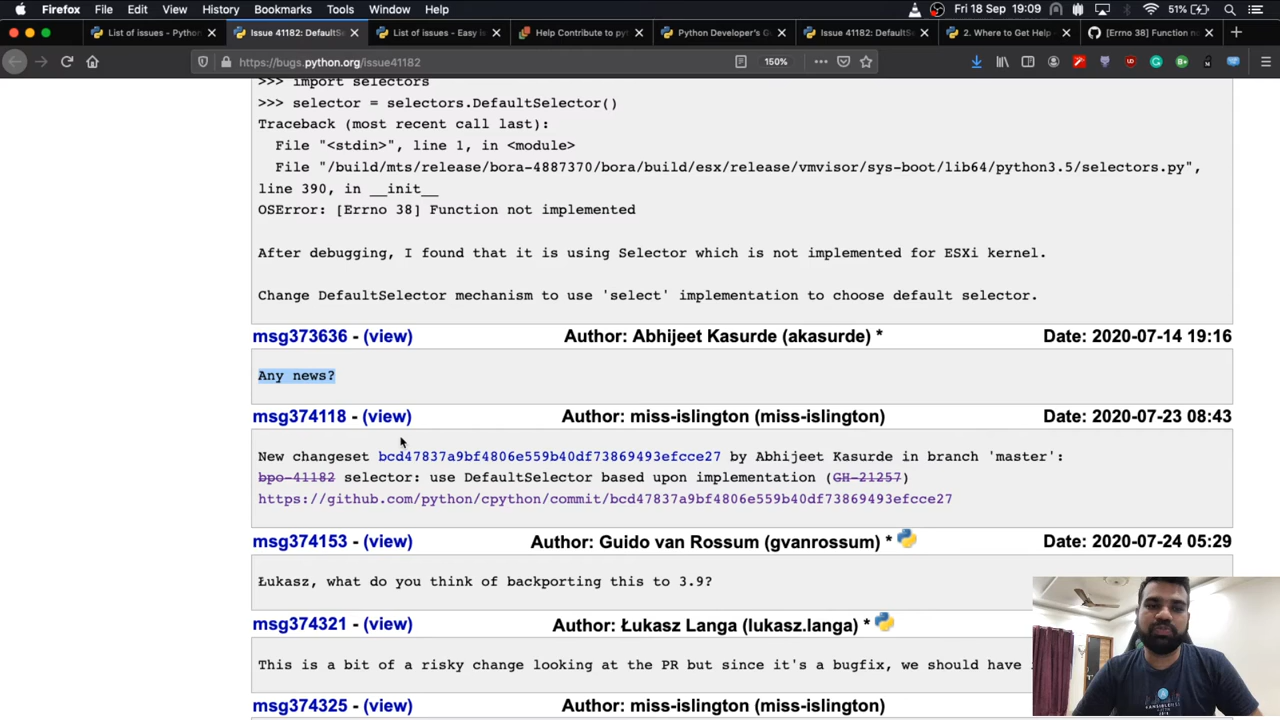 Firefox File Edit View History Bookmarks Tools Window Help Fri 18 Sep 19:09 51%
List of issues - Python Issue 41182: DefaultS List of issues - Easy is Help Contribute to py Python Developer's G Issue 41182: DefaultSe 2. Where to Get Help [Errno 38] Function no
https://bugs.python.org/issue41182 150%
>>> import selectors
>>> selector = selectors.DefaultSelector()
Traceback (most recent call last):
File "<stdin>", line 1, in <module>
File "/build/mts/release/bora-4887370/bora/build/esx/release/vmvisor/sys-boot/lib64/python3.5/selectors.py",
line 390, in __init__
OSError: [Errno 38] Function not implemented
After debugging, I found that it is using Selector which is not implemented for ESXi kernel.
Change DefaultSelector mechanism to use 'select' implementation to choose default selector.
msg373636 - (view) Author: Abhijeet Kasurde (akasurde) * Date: 2020-07-14 19:16
Any news?
msg374118 - (view) Author: miss-islington (miss-islington) Date: 2020-07-23 08:43
New changeset bcd47837a9bf4806e559b40df73869493efcce27 by Abhijeet Kasurde in branch 'master':
bpo-41182 selector: use DefaultSelector based upon implementation (GH-21257)
https://github.com/python/cpython/commit/bcd47837a9bf4806e559b40df73869493efcce27
msg374153 - (view) Author: Guido van Rossum (gvanrossum) * Date: 2020-07-24 05:29
Łukasz, what do you think of backporting this to 3.9?
msg374321 - (view) Author: Łukasz Langa (lukasz.langa) *
This is a bit of a risky change looking at the PR but since it's a bugfix, we should have
msg374325 - (view) Author: miss-islington (miss-islington)